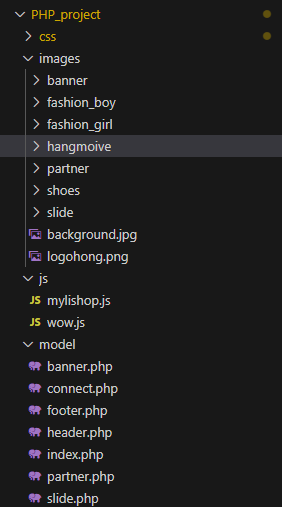 PHP_project
css
images
banner
fashion_boy
fashion_girl
hangmoive
partner
shoes
slide
background.jpg
logohong.png
js
JS mylishop.js
JS wow.js
model
banner.php
connect.php
footer.php
header.php
index.php
partner.php
slide.php